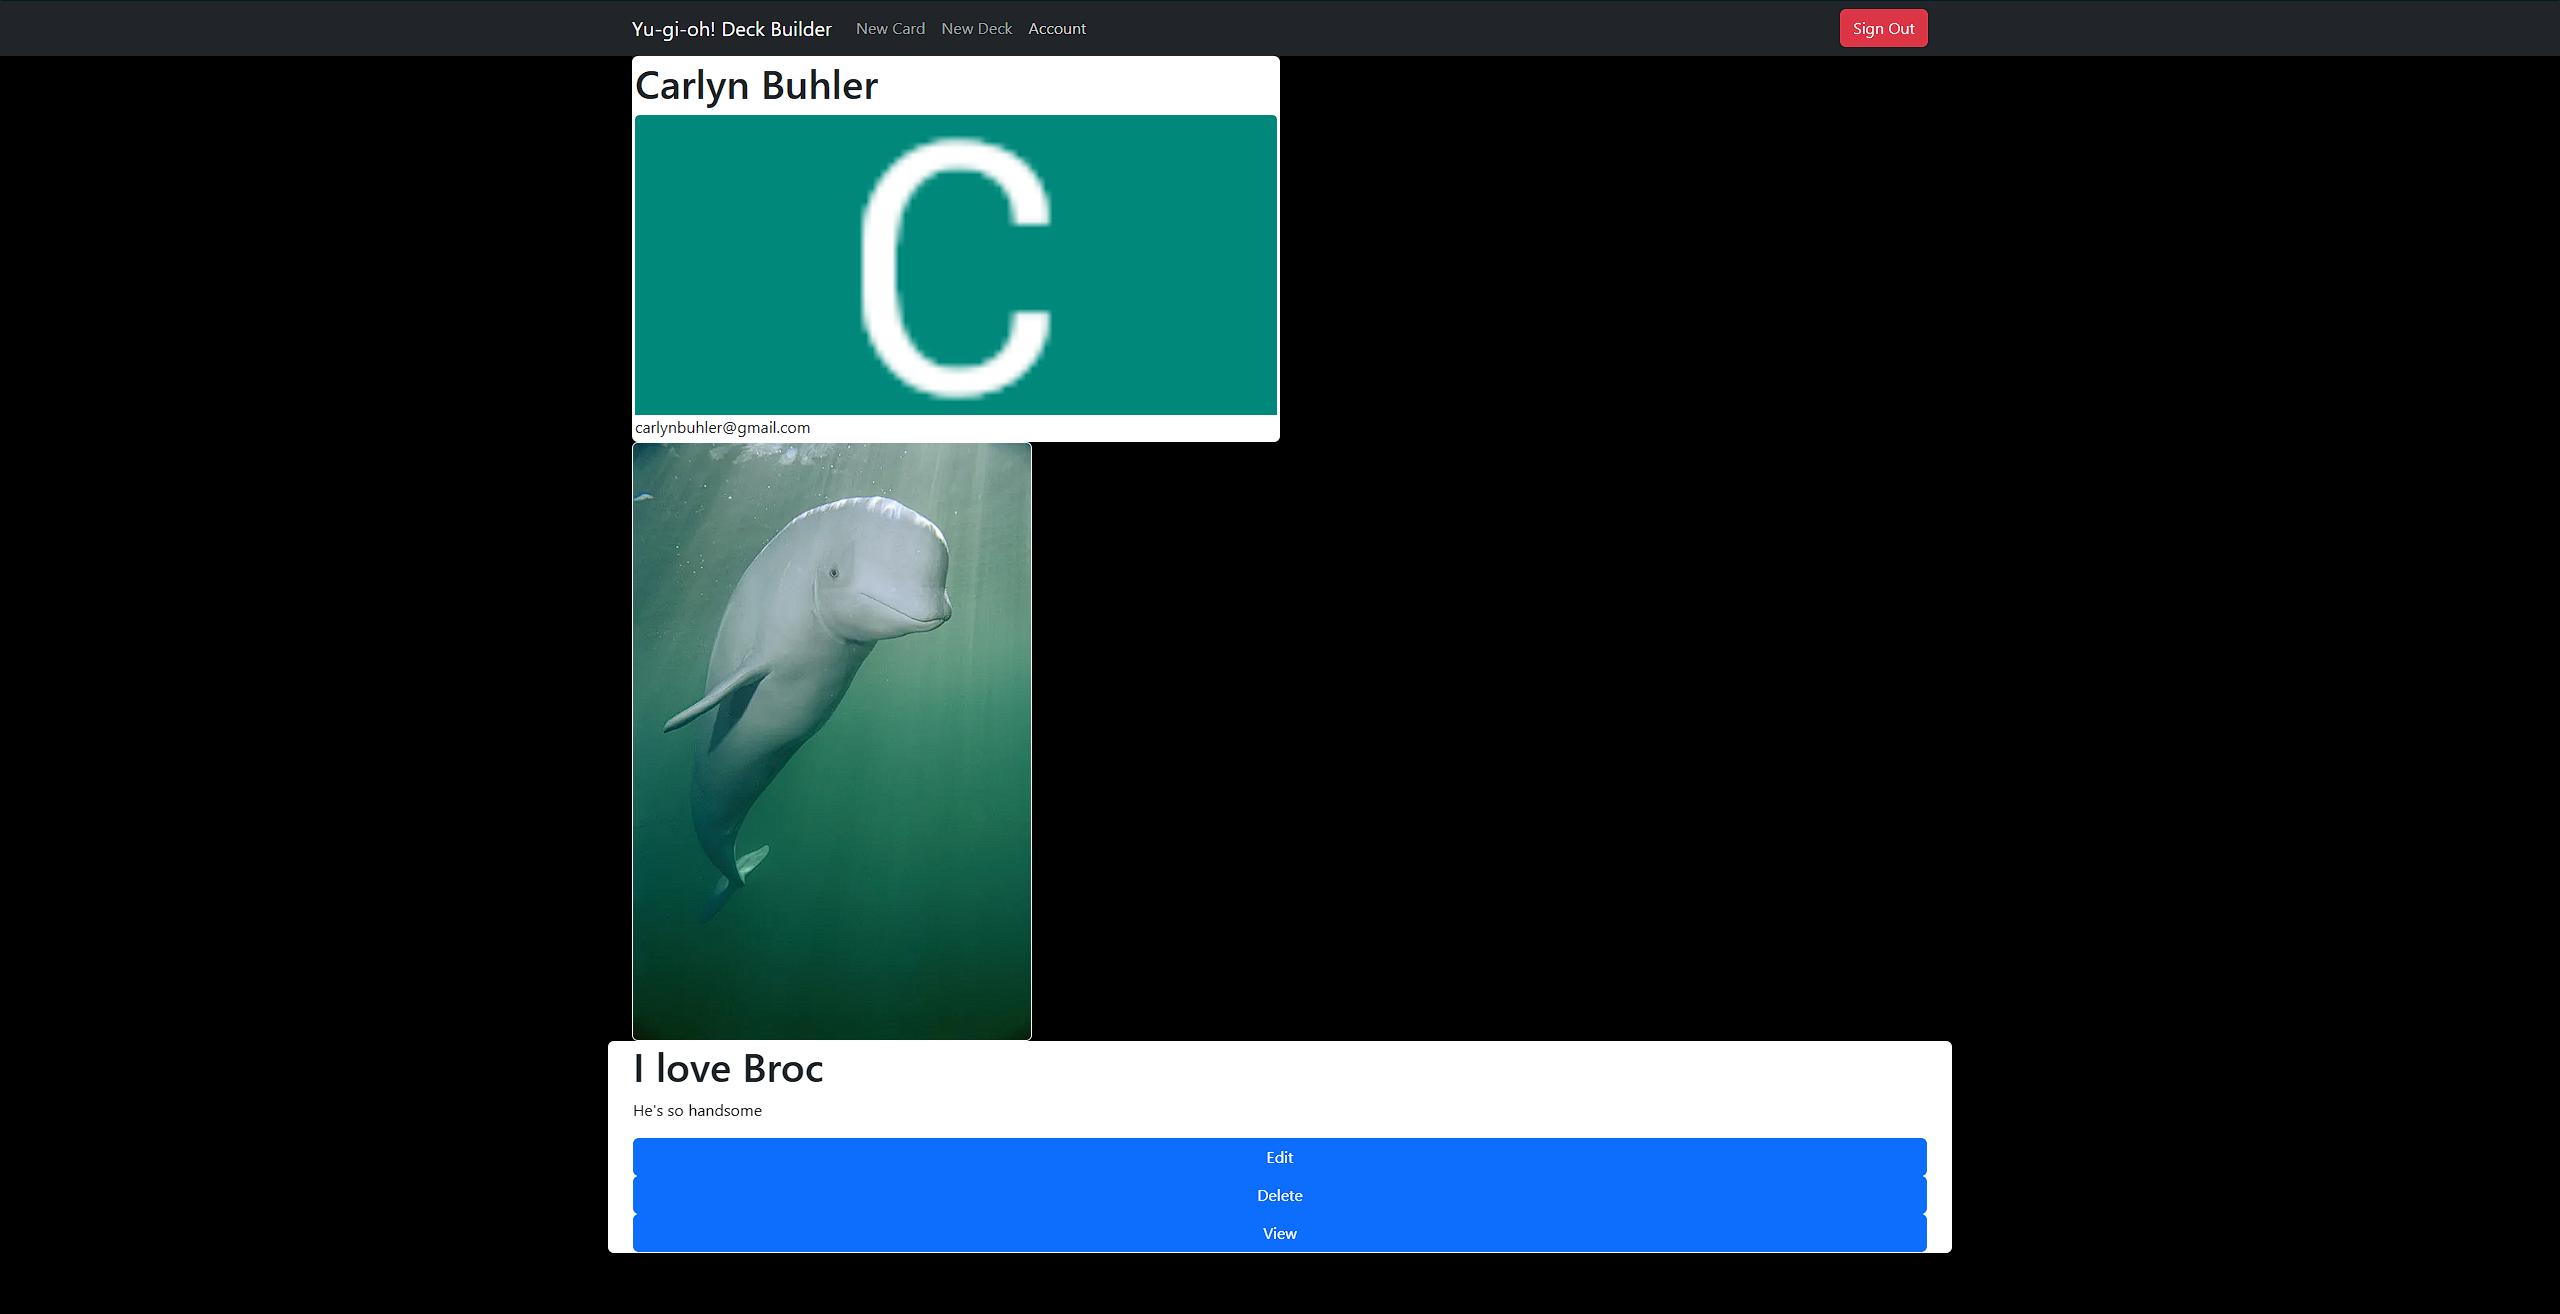 Yu-gi-oh! Deck Builder New Card New Deck Account Sign Out
Carlyn Buhler
C
carlynbuhler@gmail.com
I love Broc
He's so handsome
Edit
Delete
View